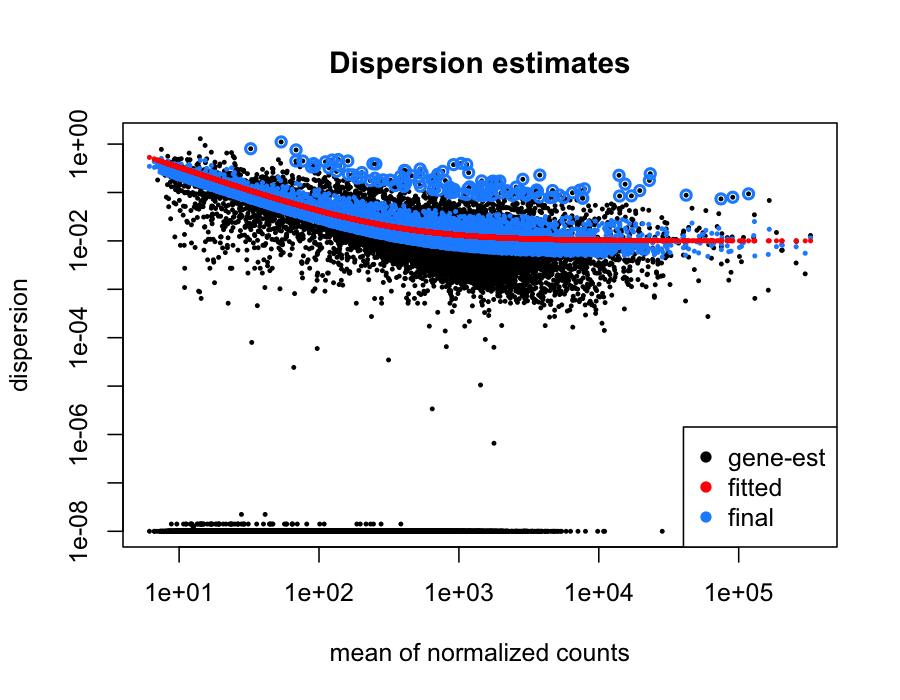 Dispersion estimates
1e+00
1e-02
1e-04
1e-06
1e-08
dispersion
gene-est
fitted
final
1e+01 1e+02 1e+03 1e+04 1e+05
mean of normalized counts